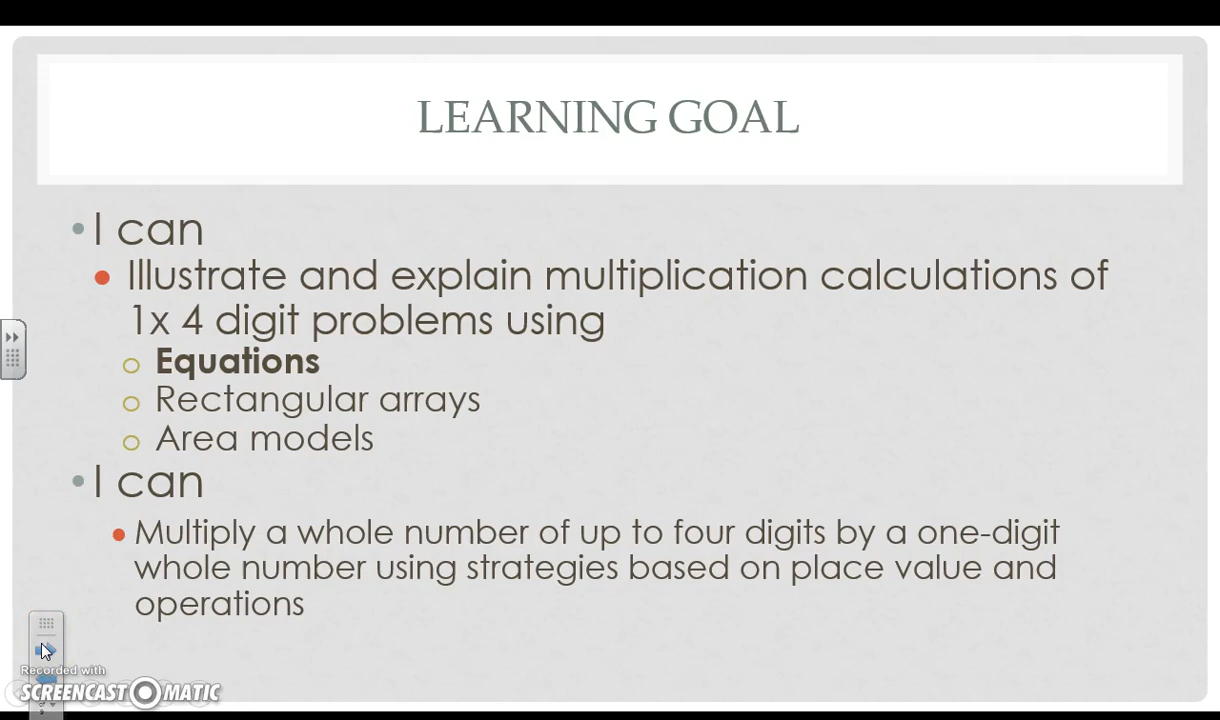 LEARNING GOAL
•I can
• Illustrate and explain multiplication calculations of
1x 4 digit problems using
o Equations
o Rectangular arrays
o Area models
•I can
• Multiply a whole number of up to four digits by a one-digit
whole number using strategies based on place value and
operations
Recorded with
SCREENCAST MATIC